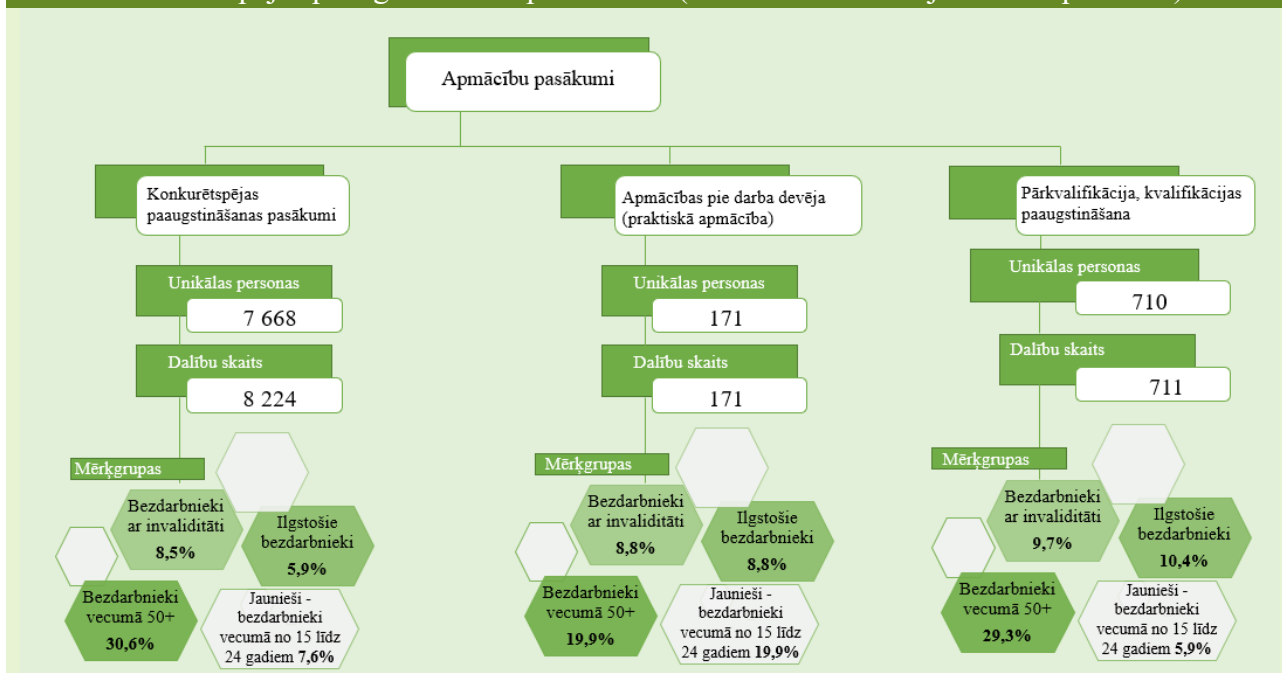 Apmācību pasākumi
Konkurētspējas
paaugstināšanas pasākumi
Unikālas personas
7 668
Dalību skaits
8 224
Mērķgrupas
Bezdarbnieki
ar invaliditāti
8,5%
Ilgstošie
bezdarbnieki
5,9%
Bezdarbnieki
vecumā 50+
30,6%
Jaunieši -
bezdarbnieki
vecumā no 15 līdz
24 gadiem 7,6%
Apmācības pie darba devēja
(praktiskā apmācība)
Unikālas personas
171
Dalību skaits
171
Mērķgrupas
Bezdarbnieki
ar invaliditāti
8,8%
Ilgstošie
bezdarbnieki
8,8%
Bezdarbnieki
vecumā 50+
19,9%
Jaunieši -
bezdarbnieki
vecumā no 15 līdz
24 gadiem 19,9%
Pārkvalifikācija, kvalifikācijas
paaugstināšana
Unikālas personas
710
Dalību skaits
711
Mērķgrupas
Bezdarbnieki
ar invaliditāti
9,7%
Ilgstošie
bezdarbnieki
10,4%
Bezdarbnieki
vecumā 50+
29,3%
Jaunieši -
bezdarbnieki
vecumā no 15 līdz
24 gadiem 5,9%